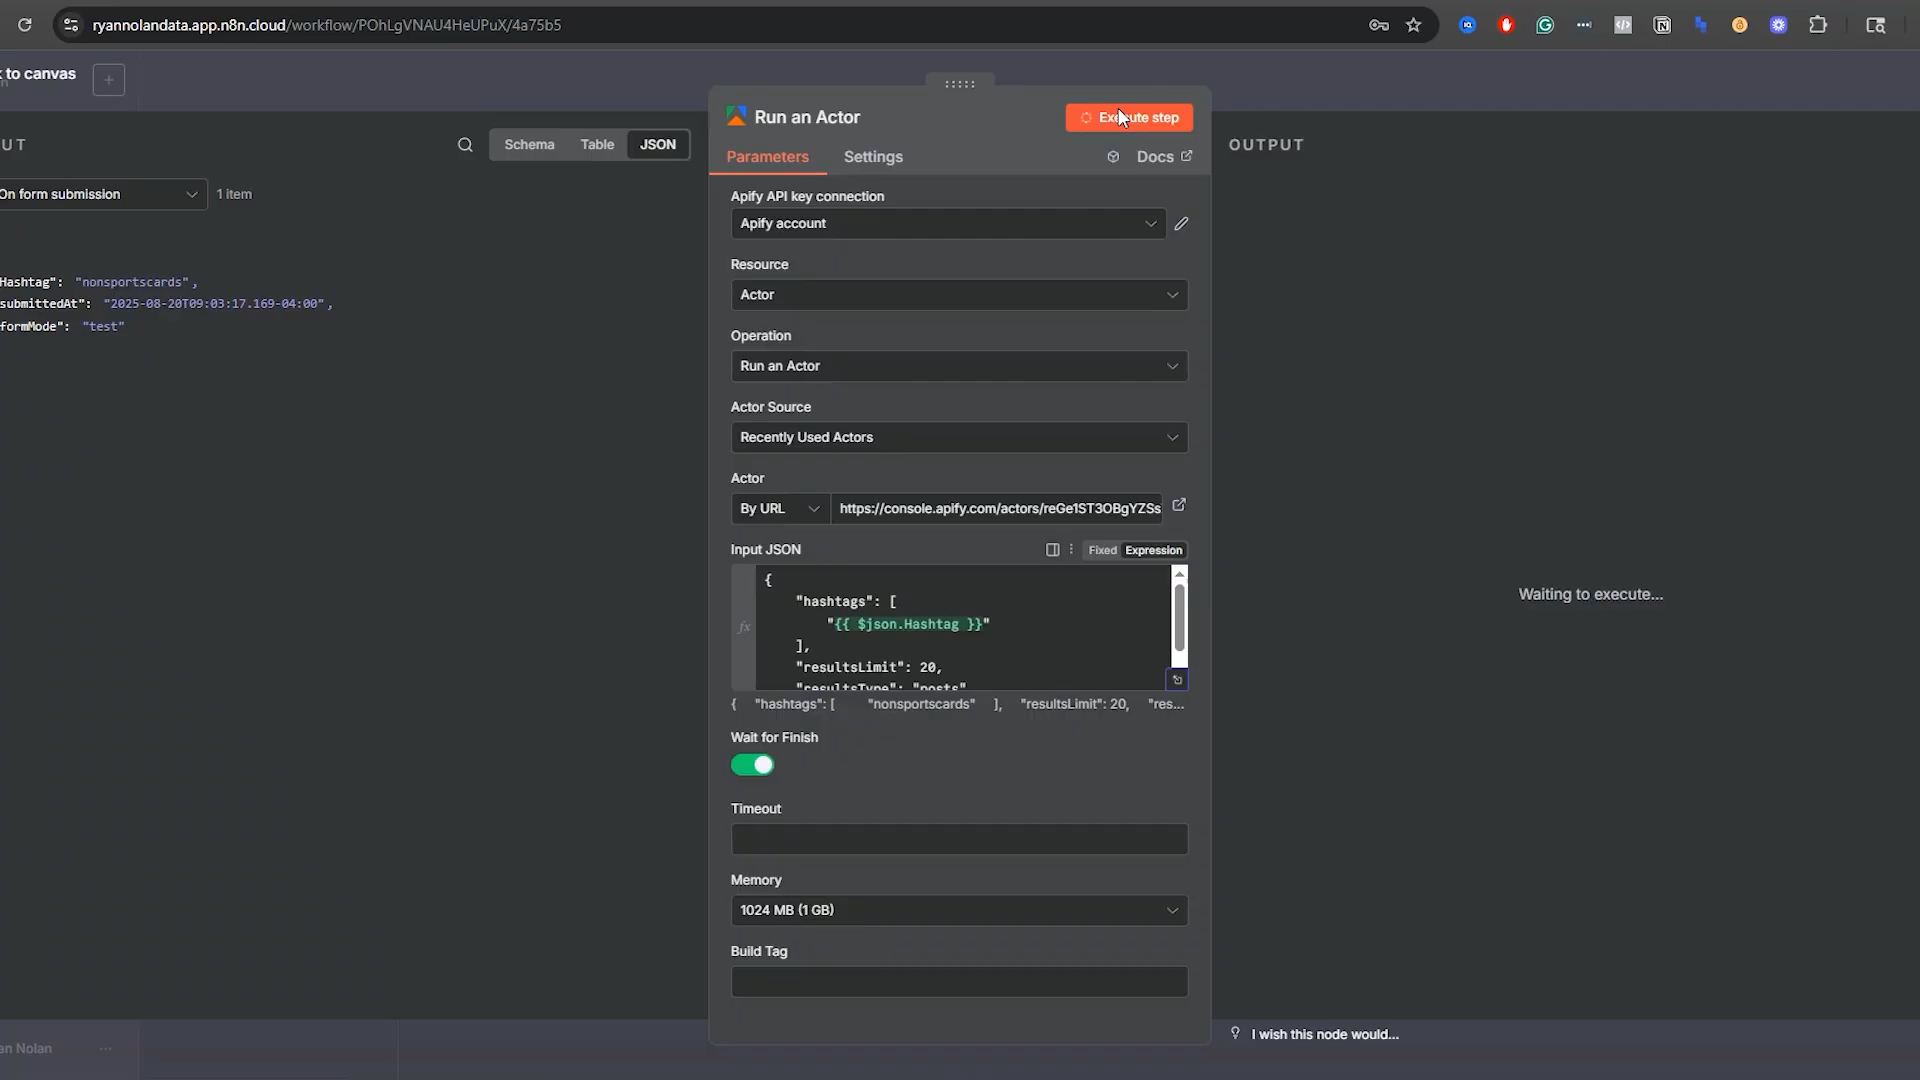 ryannolandata.app.n8n.cloud/workflow/POhLgVNAU4HeUPuX/4a75b5
to canvas
Run an Actor
Execute step
UT
Schema
Table
JSON
OUTPUT
Parameters
Settings
Docs
On form submission
1 item
Apify API key connection
Apify account
Resource
Actor
Hashtag": "nonsportscards",
submittedAt": "2025-08-20T09:03:17.169-04:00",
formMode": "test"
Operation
Run an Actor
Actor Source
Recently Used Actors
Actor
By URL
https://console.apify.com/actors/reGe1ST3OBgYZSs
Input JSON
Fixed
Expression
{
"hashtags": [
"{{ $json.Hashtag }}"
],
"resultsLimit": 20,
"resultsType": "posts"
fx
{ "hashtags": [ "nonsportscards" ], "resultsLimit": 20, "res...
Waiting to execute...
Wait for Finish
Timeout
Memory
1024 MB (1 GB)
Build Tag
I wish this node would...
an Nolan